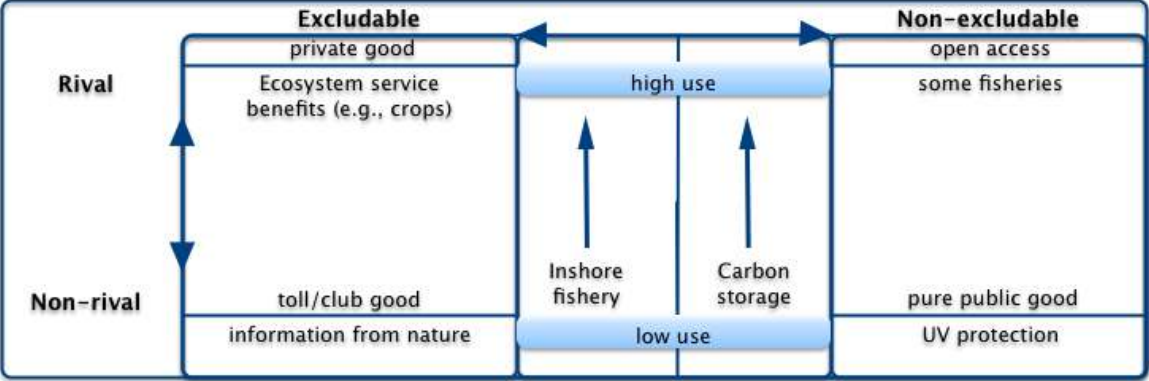 Excludable
Non-excludable
private good
open access
Rival
Ecosystem service
benefits (e.g., crops)
high use
some fisheries
Inshore
fishery
Carbon
storage
Non-rival
toll/club good
pure public good
information from nature
low use
UV protection